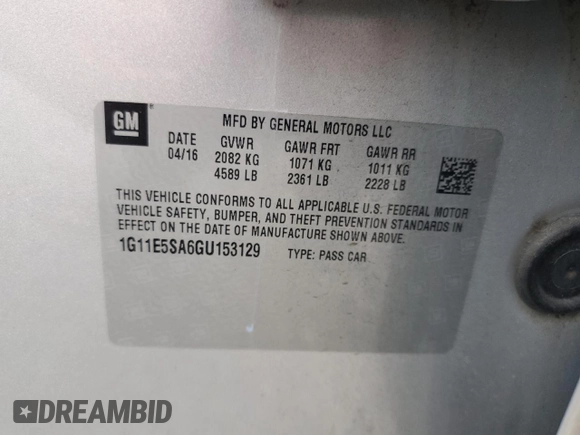 GM
MFD BY GENERAL MOTORS LLC
DATE GVWR GAWR FRT GAWR RR
04/16 2082 KG 1071 KG 1011 KG
4589 LB 2361 LB 2228 LB
THIS VEHICLE CONFORMS TO ALL APPLICABLE U.S. FEDERAL MOTOR
VEHICLE SAFETY, BUMPER, AND THEFT PREVENTION STANDARDS IN
EFFECT ON THE DATE OF MANUFACTURE SHOWN ABOVE.
1G11E5SA6GU153129 TYPE: PASS CAR
DREAMBID